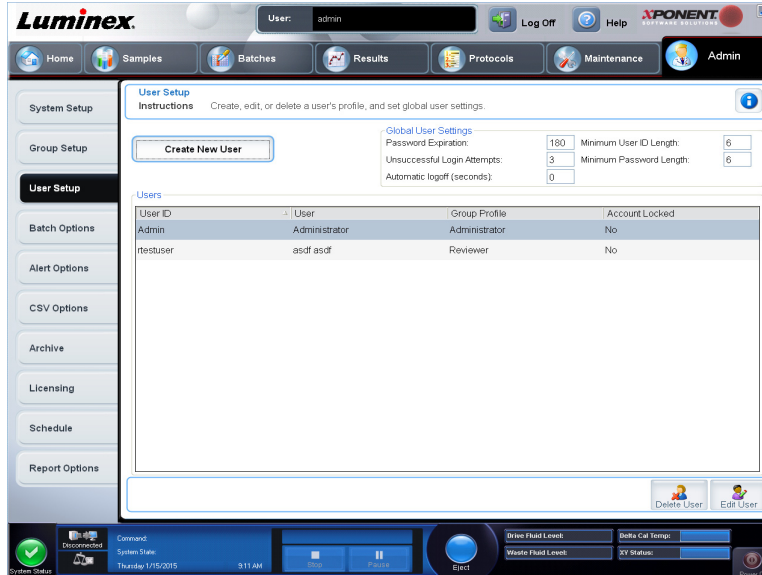 Luminex.
User: admin
Log Off
Help
XPONENT
SOFTWARE SOLUTIONS
Home
Samples
Batches
Results
Protocols
Maintenance
Admin
System Setup
Group Setup
User Setup
Batch Options
Alert Options
CSV Options
Archive
Licensing
Schedule
Report Options
User Setup
Instructions Create, edit, or delete a user's profile, and set global user settings.
Create New User
Global User Settings
Password Expiration: 180 Minimum User ID Length: 6
Unsuccessful Login Attempts: 3 Minimum Password Length: 6
Automatic logoff (seconds): 0
Users
User ID User Group Profile Account Locked
Admin Administrator Administrator No
rtestuser asdf asdf Reviewer No
Delete User
Edit User
System Status
Disconnected
Command:
System State:
Thursday 1/15/2015 9:11 AM
Stop
Pause
Eject
Drive Fluid Level:
Waste Fluid Level:
Delta Cal Temp:
XY Status: